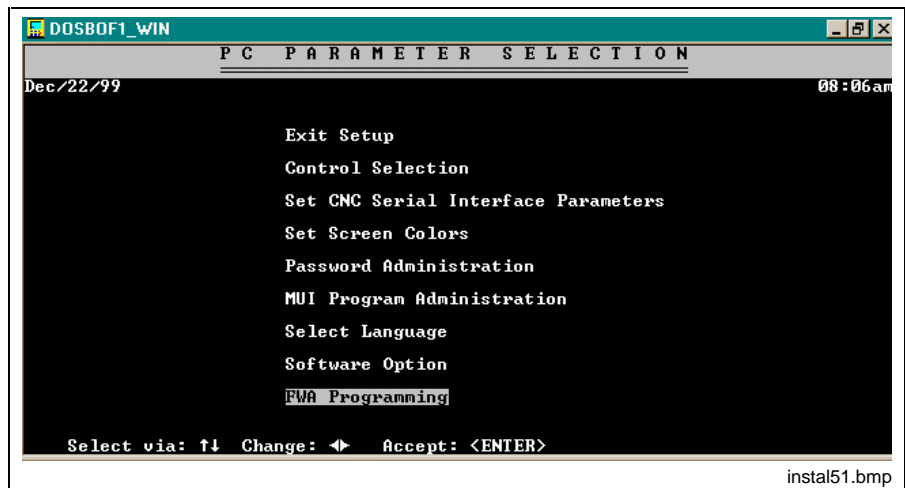 DOSBOF1_WIN
P C P A R A M E T E R S E L E C T I O N
Dec/22/99 08:06am
Exit Setup
Control Selection
Set CNC Serial Interface Parameters
Set Screen Colors
Password Administration
MUI Program Administration
Select Language
Software Option
FWA Programming
Select via: ↑↓ Change: ◄► Accept: <ENTER>
instal51.bmp